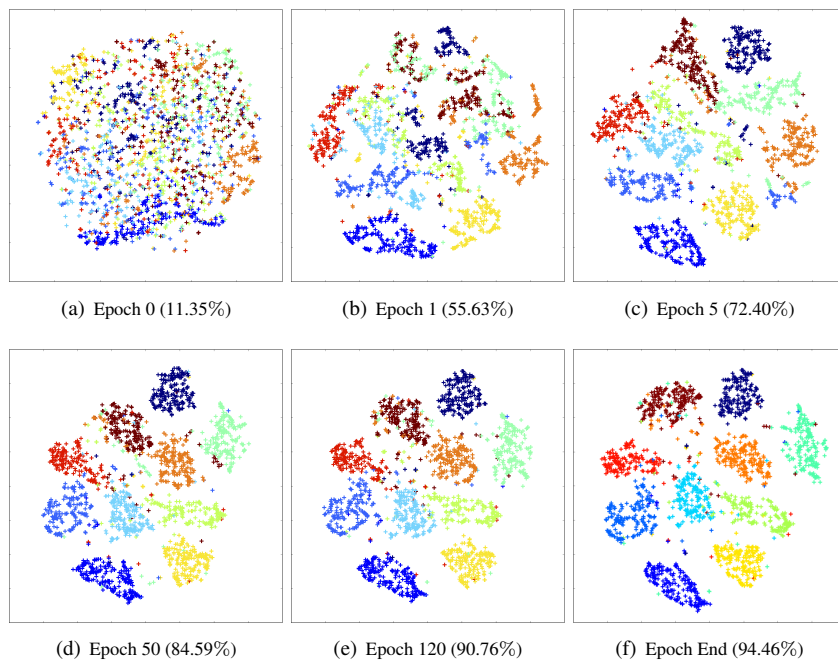 (a) Epoch 0 (11.35%)
(b) Epoch 1 (55.63%)
(c) Epoch 5 (72.40%)
(d) Epoch 50 (84.59%)
(e) Epoch 120 (90.76%)
(f) Epoch End (94.46%)